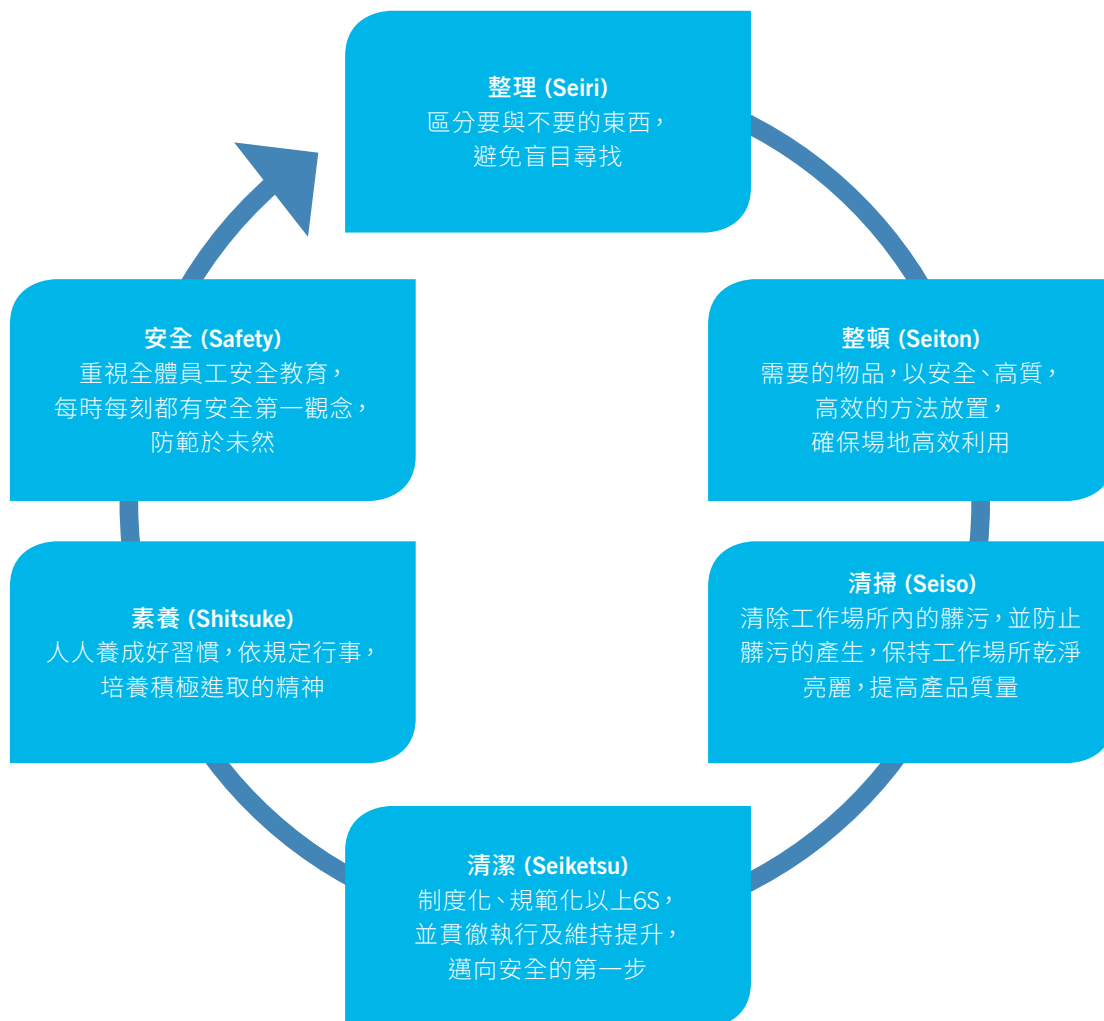 整理 (Seiri)
區分要與不要的東西，
避免盲目尋找
整頓 (Seiton)
需要的物品，以安全、高質，
高效的方法放置，
確保場地高效利用
清掃 (Seiso)
清除工作場所內的髒污，並防止
髒污的產生，保持工作場所乾淨
亮麗，提高產品質量
清潔 (Seiketsu)
制度化、規範化以上6S，
並貫徹執行及維持提升，
邁向安全的第一步
素養 (Shitsuke)
人人養成好習慣，依規定行事，
培養積極進取的精神
安全 (Safety)
重視全體員工安全教育，
每時每刻都有安全第一觀念，
防範於未然